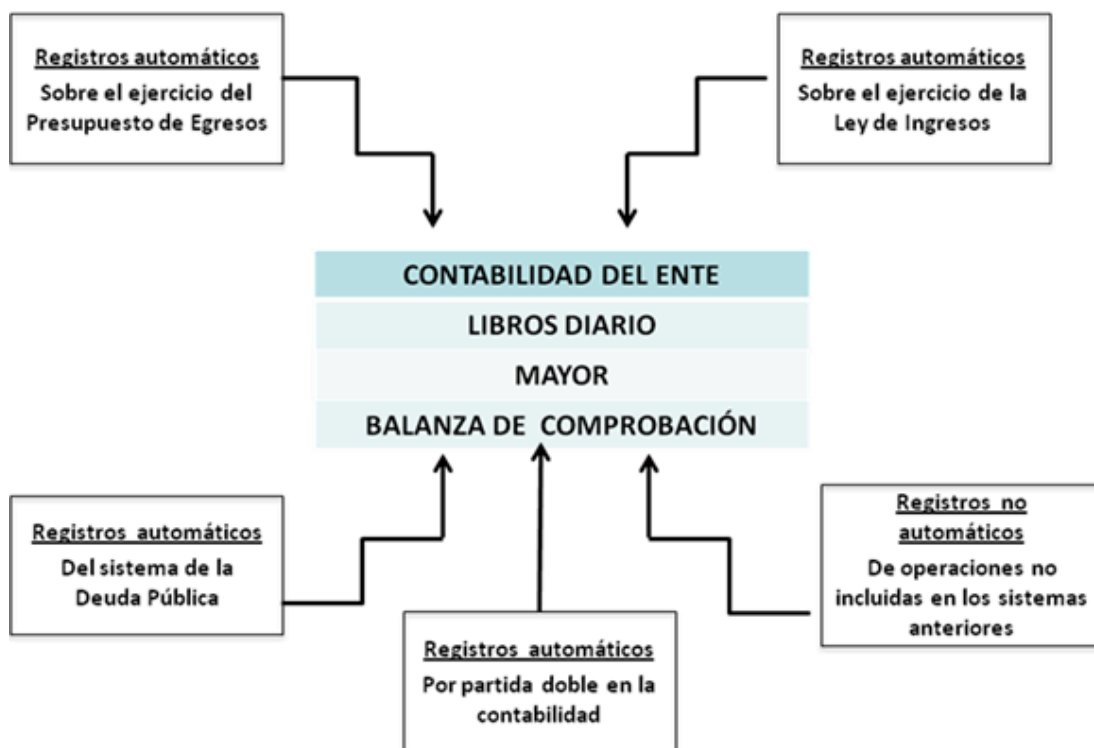 Registros automáticos
Sobre el ejercicio del
Presupuesto de Egresos
Registros automáticos
Sobre el ejercicio de la
Ley de Ingresos
CONTABILIDAD DEL ENTE
LIBROS DIARIO
MAYOR
BALANZA DE COMPROBACIÓN
Registros automáticos
Del sistema de la
Deuda Pública
Registros automáticos
Por partida doble en la
contabilidad
Registros no
automáticos
De operaciones no
incluidas en los sistemas
anteriores